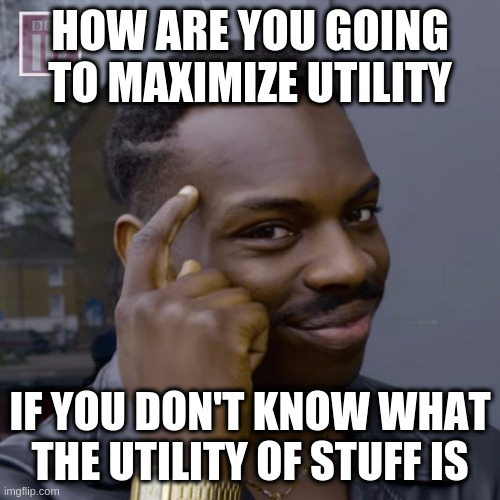 HOW ARE YOU GOING
TO MAXIMIZE UTILITY
IF YOU DON'T KNOW WHAT
THE UTILITY OF STUFF IS
imgflip.com